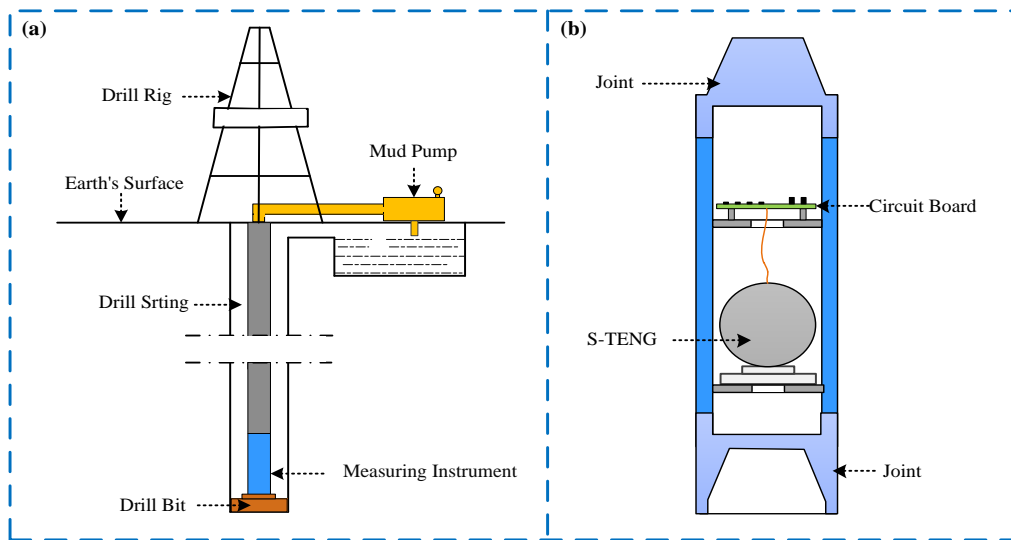 (a)
Drill Rig
Mud Pump
Earth's Surface
Drill Srting
Measuring Instrument
Drill Bit
(b)
Joint
Circuit Board
S-TENG
Joint